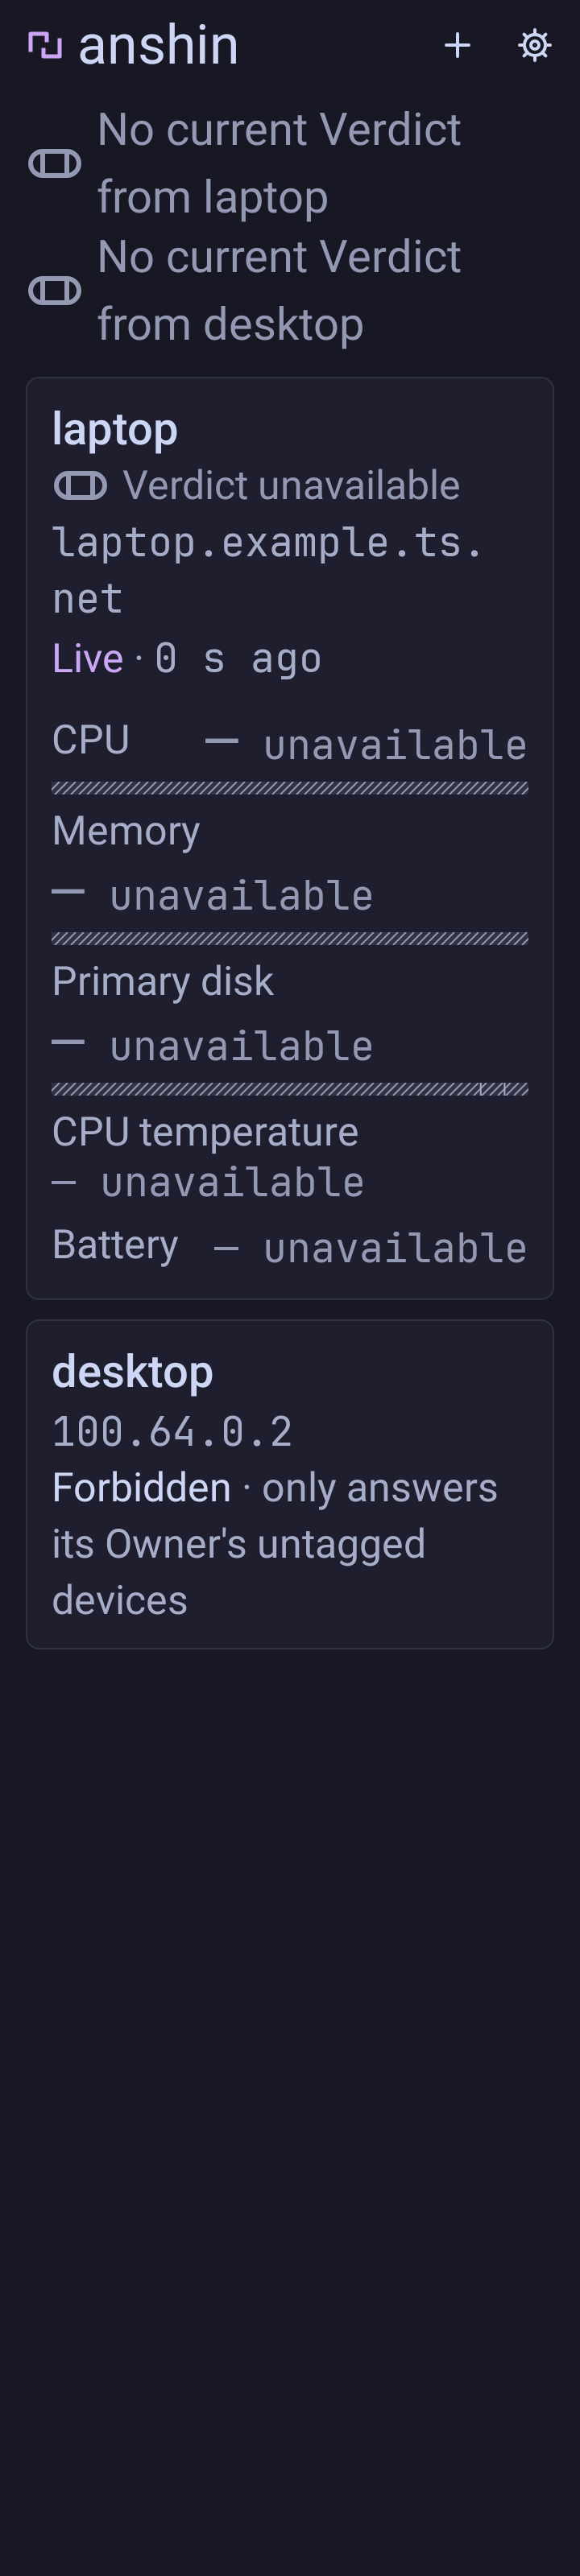 anshin
No current Verdict
from laptop
No current Verdict
from desktop
laptop
Verdict unavailable
laptop.example.ts.
net
Live · 0 s ago
CPU — unavailable
Memory
— unavailable
Primary disk
— unavailable
CPU temperature
— unavailable
Battery — unavailable
desktop
100.64.0.2
Forbidden · only answers
its Owner's untagged
devices